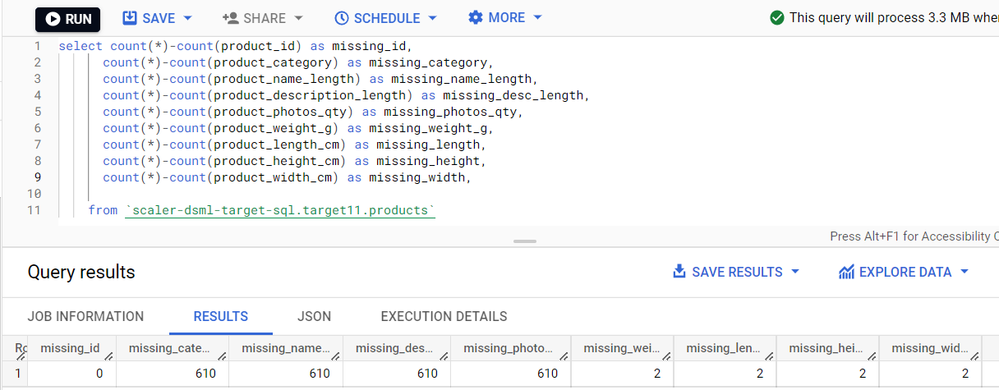 RUN SAVE SHARE SCHEDULE MORE This query will process 3.3 MB
1 select count(*)-count(product_id) as missing_id,
2 count(*)-count(product_category) as missing_category,
3 count(*)-count(product_name_length) as missing_name_length,
4 count(*)-count(product_description_length) as missing_desc_length,
5 count(*)-count(product_photos_qty) as missing_photos_qty,
6 count(*)-count(product_weight_g) as missing_weight_g,
7 count(*)-count(product_length_cm) as missing_length,
8 count(*)-count(product_height_cm) as missing_height,
9 count(*)-count(product_width_cm) as missing_width,
10
11 from `scaler-dsml-target-sql.target11.products`
Press Alt+F1 for Accessibility
Query results SAVE RESULTS EXPLORE DATA
JOB INFORMATION RESULTS JSON EXECUTION DETAILS
missing_id missing_cate... missing_name... missing_des... missing_photo... missing_wei... missing_len... missing_hei... missing_wid...
1 0 610 610 610 610 2 2 2 2